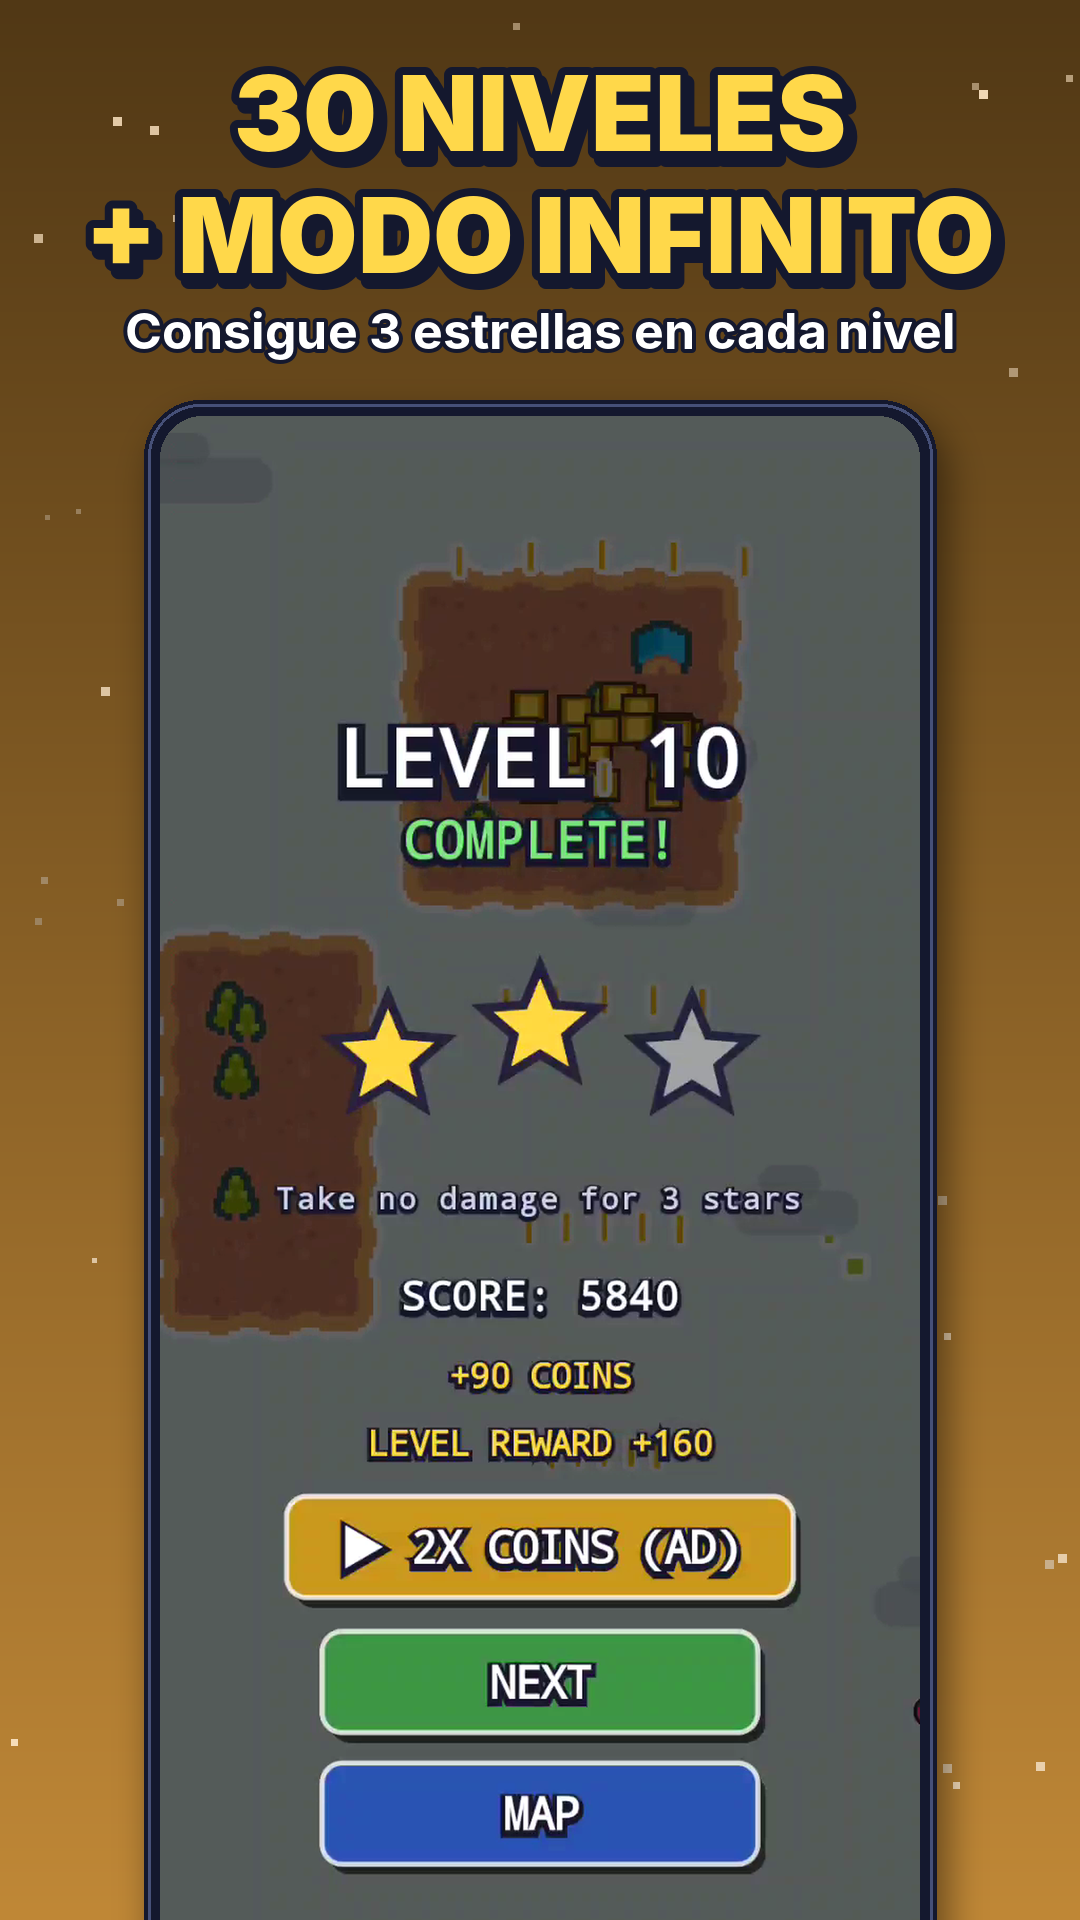 30 NIVELES
+ MODO INFINITO
Consigue 3 estrellas en cada nivel
LEVEL 10
COMPLETE!
Take no damage for 3 stars
SCORE: 5840
+90 COINS
LEVEL REWARD +160
2X COINS (AD)
NEXT
MAP